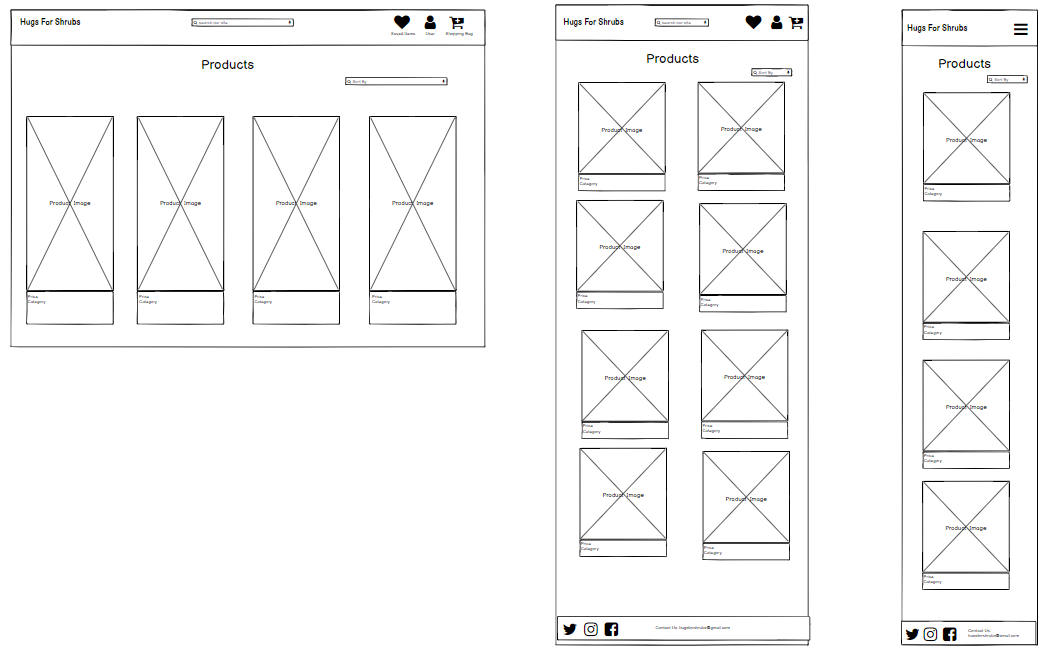 Hugs For Shrubs
search our site
Saved Items
User
Shopping Bag
Products
Sort By
Product Image
Product Image
Product Image
Product Image
Price
Category
Price
Category
Price
Category
Price
Category
Hugs For Shrubs
search our site
Products
Sort By
Product Image
Product Image
Price
Category
Price
Category
Product Image
Product Image
Price
Category
Price
Category
Product Image
Product Image
Price
Category
Price
Category
Product Image
Product Image
Price
Category
Price
Category
Contact Us: hugsforshrubs@gmail.com
Hugs For Shrubs
Products
Sort By
Product Image
Price
Category
Product Image
Price
Category
Product Image
Price
Category
Product Image
Price
Category
Contact Us:
hugsforshrubs@gmail.com